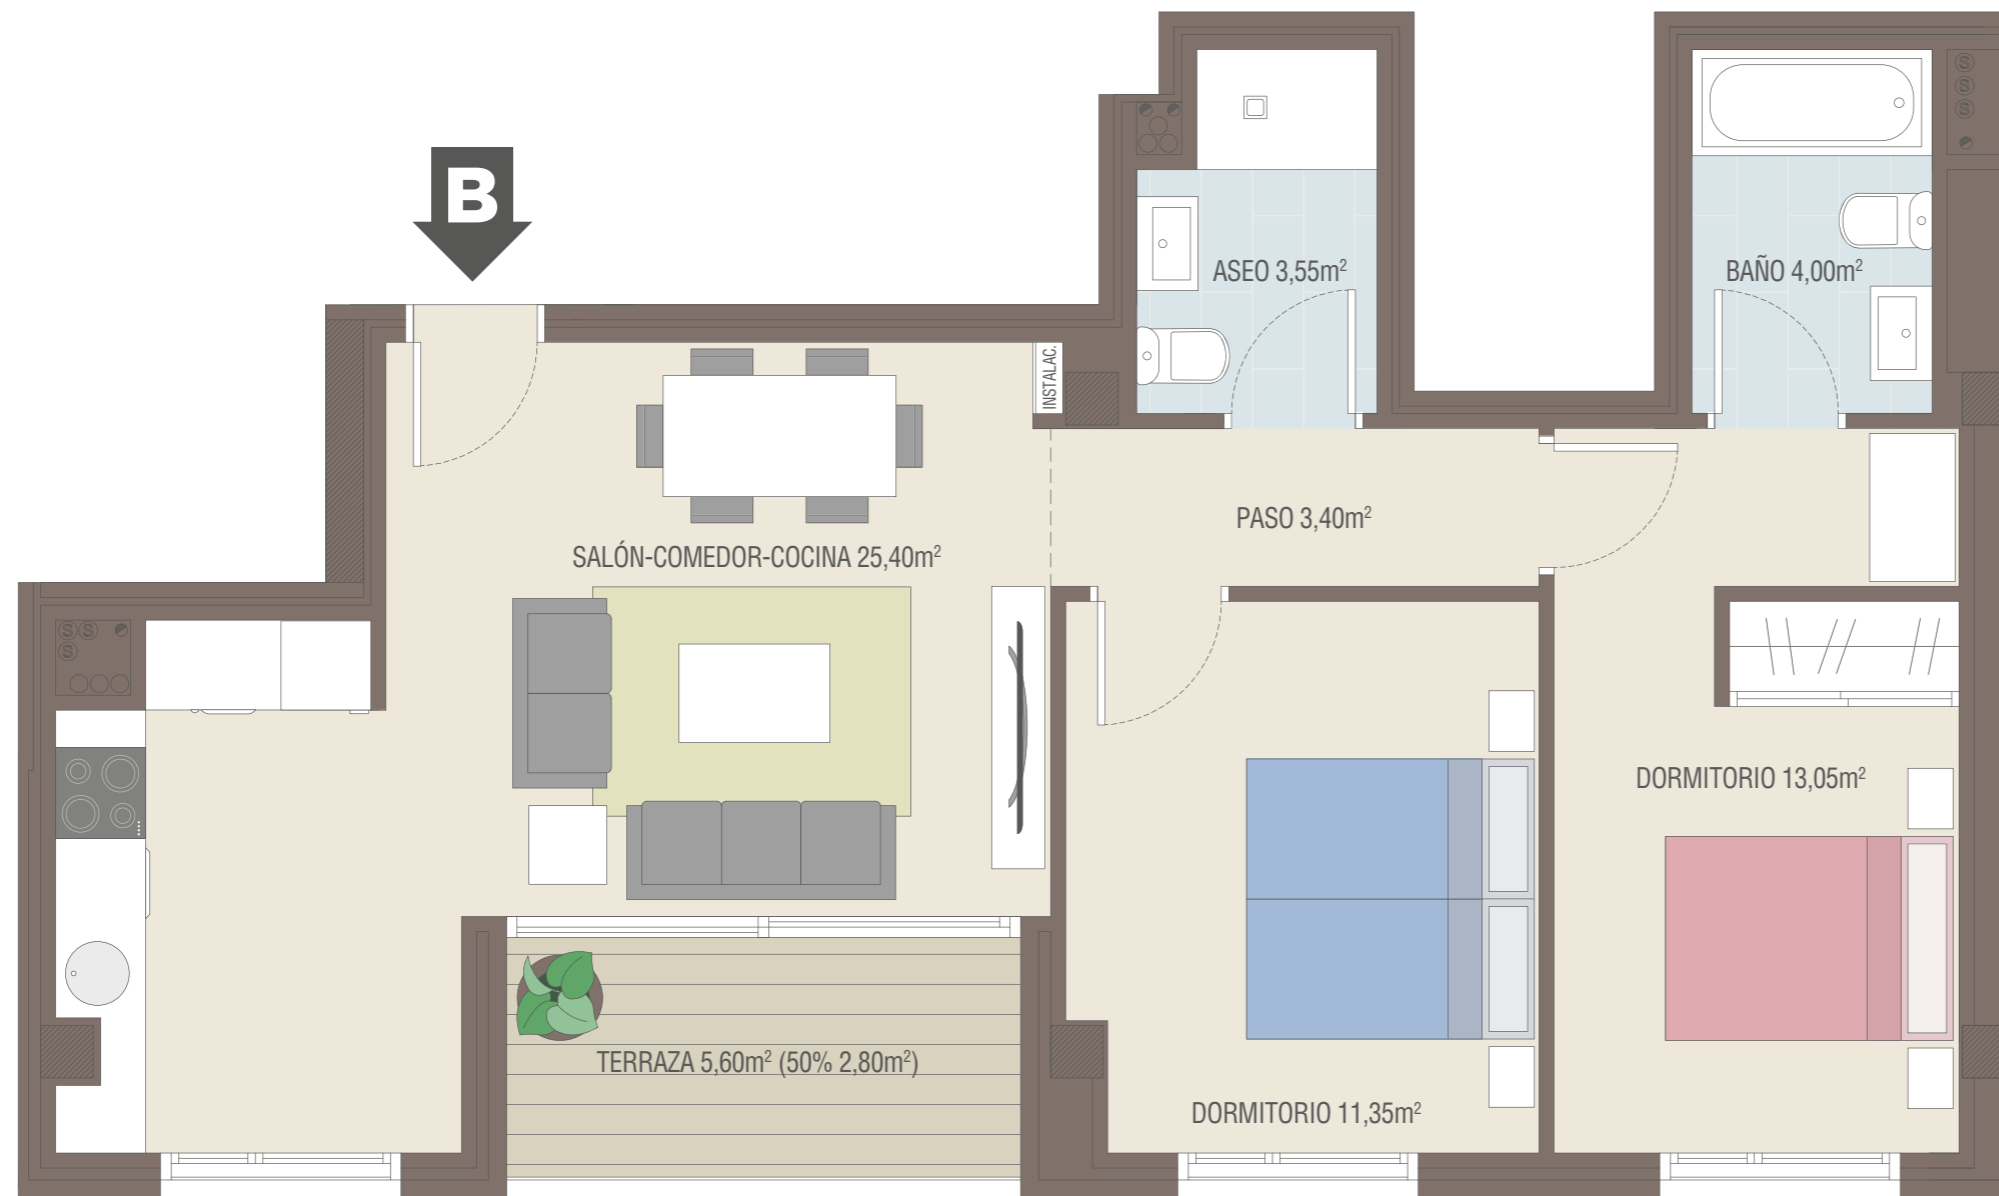 B
ASEO 3,55m²
BAÑO 4,00m²
INSTALAC.
PASO 3,40m²
SALÓN-COMEDOR-COCINA 25,40m²
S
S
S
S S
S
DORMITORIO 13,05m²
TERRAZA 5,60m² (50% 2,80m²)
DORMITORIO 11,35m²